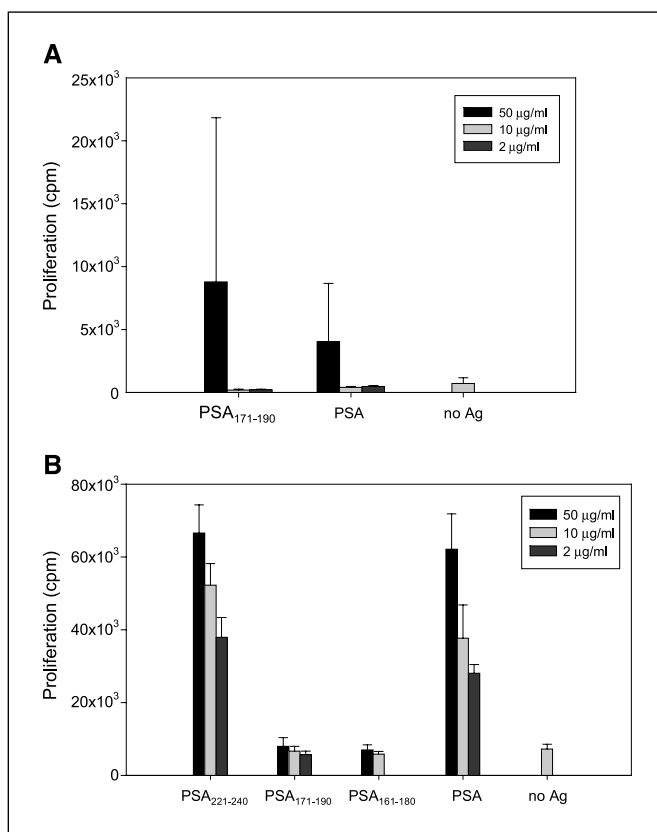 A
25x10³
20x10³
15x10³
10x10³
5x10³
0
Proliferation (cpm)
50 µg/ml
10 µg/ml
2 µg/ml
PSA₁₇₁₋₁₉₀ PSA no Ag
B
80x10³
60x10³
40x10³
20x10³
0
Proliferation (cpm)
50 µg/ml
10 µg/ml
2 µg/ml
PSA₂₂₁₋₂₄₀ PSA₁₇₁₋₁₉₀ PSA₁₆₁₋₁₈₀ PSA no Ag